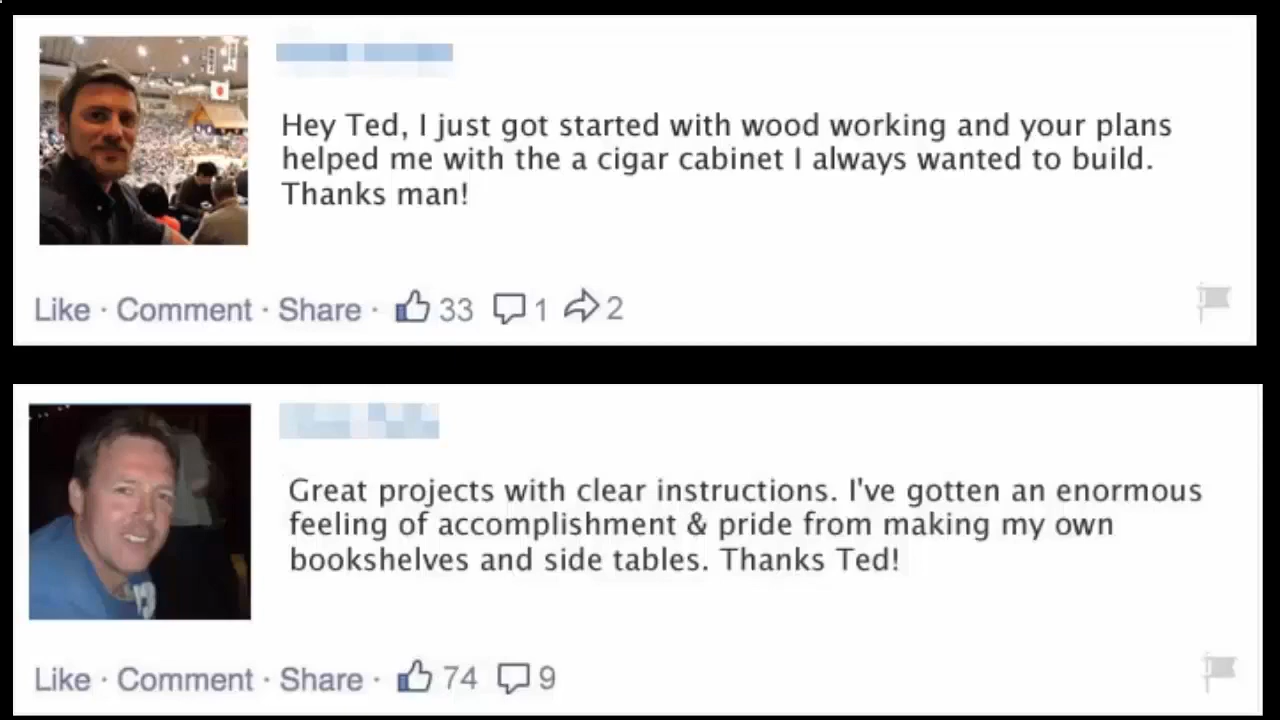 Hey Ted, I just got started with wood working and your plans
helped me with the a cigar cabinet I always wanted to build.
Thanks man!
Like · Comment · Share · 33 1 2
Great projects with clear instructions. I've gotten an enormous
feeling of accomplishment & pride from making my own
bookshelves and side tables. Thanks Ted!
Like · Comment · Share · 74 9